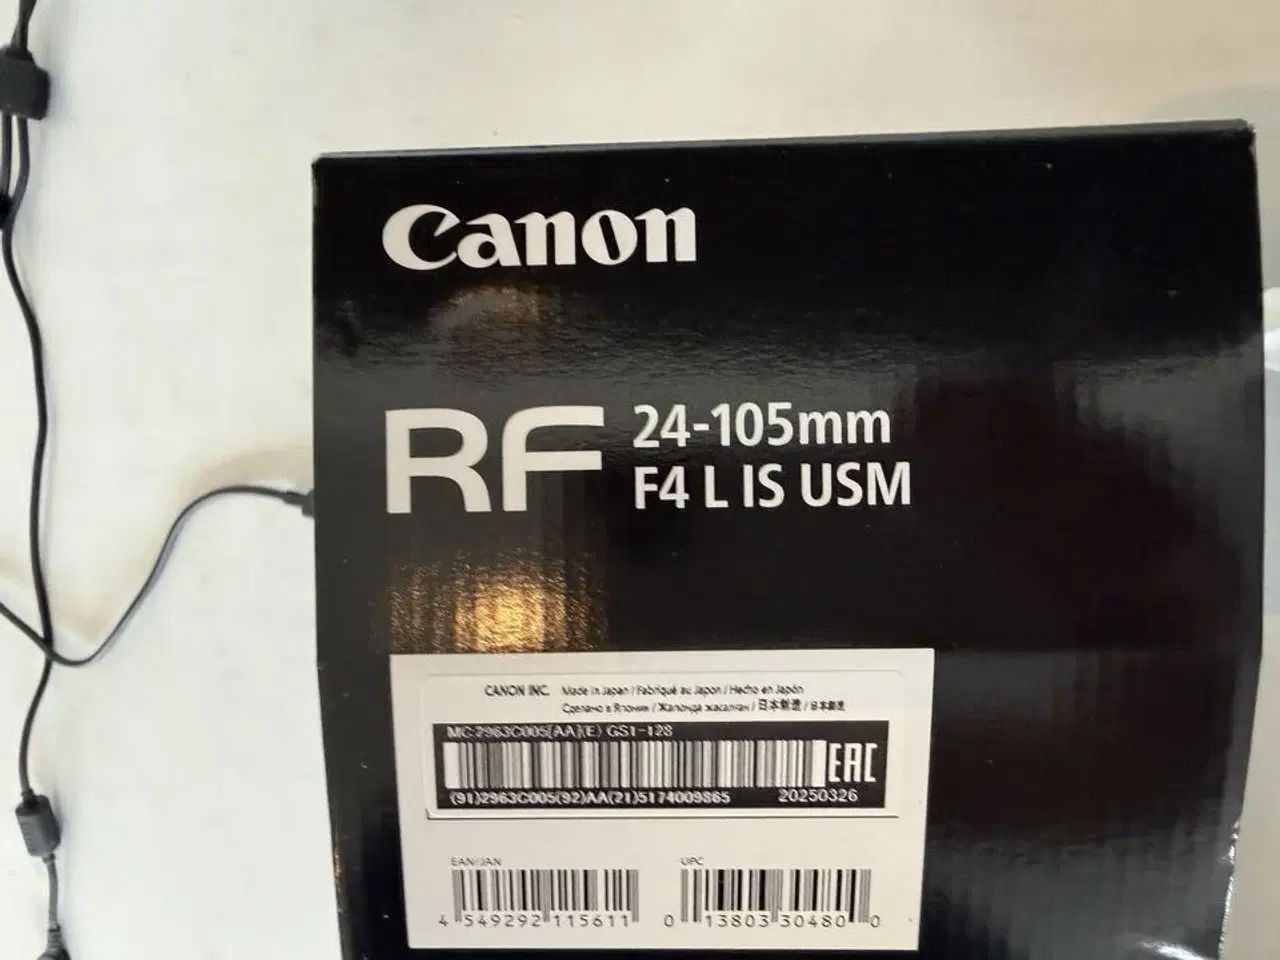 Canon
RF 24-105mm
F4 L IS USM
CANON INC. Made in Japan / Fabriqué au Japon / Hecho en Japón
Сделано в Японии / Жапонда жасалған / 日本制造 / 日本製造
MC:2963C005[AA](E) GS1-128
EAC
(91)2963C005(92)AA(21)5174009865 20250326
EAN/JAN UPC
4 549292 115611 0 13803 30480 0